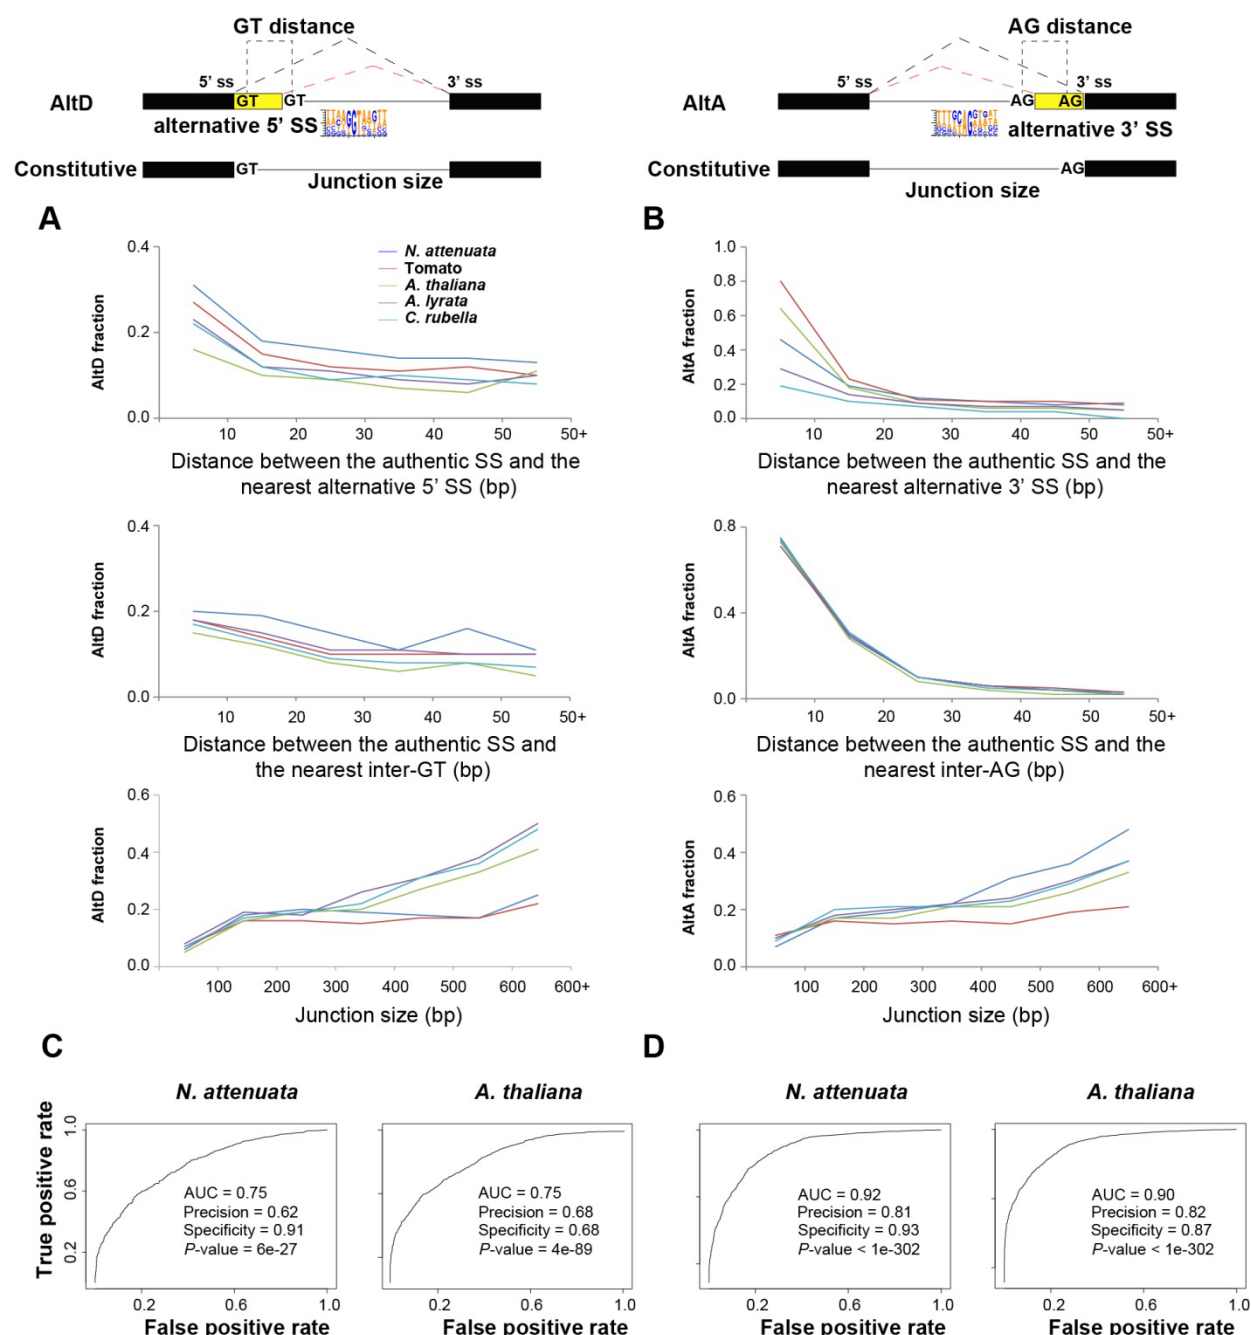 GT distance
5' ss
3' ss
AltD
GT
GT
alternative 5' SS
Constitutive
GT
Junction size
AG distance
5' ss
3' ss
AltA
AG
AG
alternative 3' SS
Constitutive
AG
Junction size
A
0.4
0.2
0.0
AltD fraction
N. attenuata
Tomato
A. thaliana
A. lyrata
C. rubella
10 20 30 40 50 50+
Distance between the authentic SS and the
nearest alternative 5' SS (bp)
0.4
0.2
0.0
AltD fraction
10 20 30 40 50 50+
Distance between the authentic SS and
the nearest inter-GT (bp)
0.6
0.4
0.2
0.0
AltD fraction
100 200 300 400 500 600 600+
Junction size (bp)
B
1.0
0.8
0.6
0.4
0.2
0.0
AltA fraction
10 20 30 40 50 50+
Distance between the authentic SS and the
nearest alternative 3' SS (bp)
0.8
0.4
0.0
AltA fraction
10 20 30 40 50 50+
Distance between the authentic SS and the
nearest inter-AG (bp)
0.6
0.4
0.2
0.0
AltA fraction
100 200 300 400 500 600 600+
Junction size (bp)
C
N. attenuata
True positive rate
1.0
0.6
0.2
AUC = 0.75
Precision = 0.62
Specificity = 0.91
P-value = 6e-27
0.2 0.6 1.0
False positive rate
A. thaliana
AUC = 0.75
Precision = 0.68
Specificity = 0.68
P-value = 4e-89
0.2 0.6 1.0
False positive rate
D
N. attenuata
AUC = 0.92
Precision = 0.81
Specificity = 0.93
P-value < 1e-302
0.2 0.6 1.0
False positive rate
A. thaliana
AUC = 0.90
Precision = 0.82
Specificity = 0.87
P-value < 1e-302
0.2 0.6 1.0
False positive rate